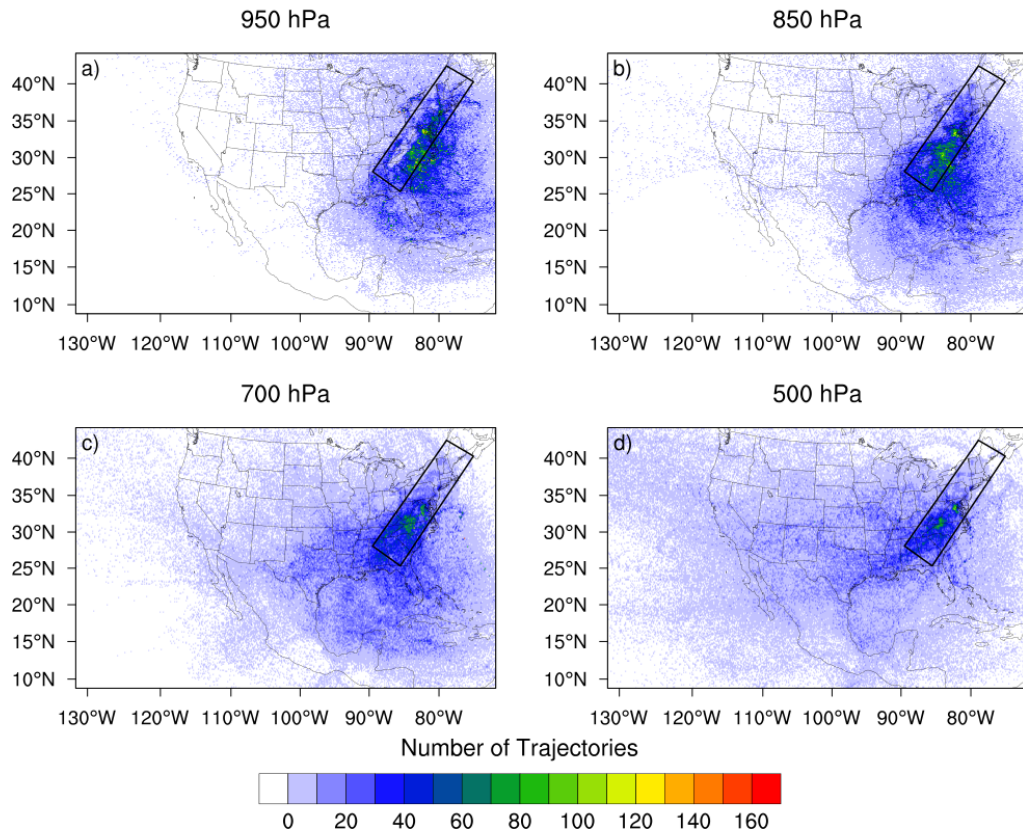 950 hPa
850 hPa
a)
b)
40°N
35°N
30°N
25°N
20°N
15°N
10°N
40°N
35°N
30°N
25°N
20°N
15°N
10°N
130°W 120°W 110°W 100°W 90°W 80°W
130°W 120°W 110°W 100°W 90°W 80°W
700 hPa
500 hPa
c)
d)
40°N
35°N
30°N
25°N
20°N
15°N
10°N
40°N
35°N
30°N
25°N
20°N
15°N
10°N
130°W 120°W 110°W 100°W 90°W 80°W
130°W 120°W 110°W 100°W 90°W 80°W
Number of Trajectories
0 20 40 60 80 100 120 140 160